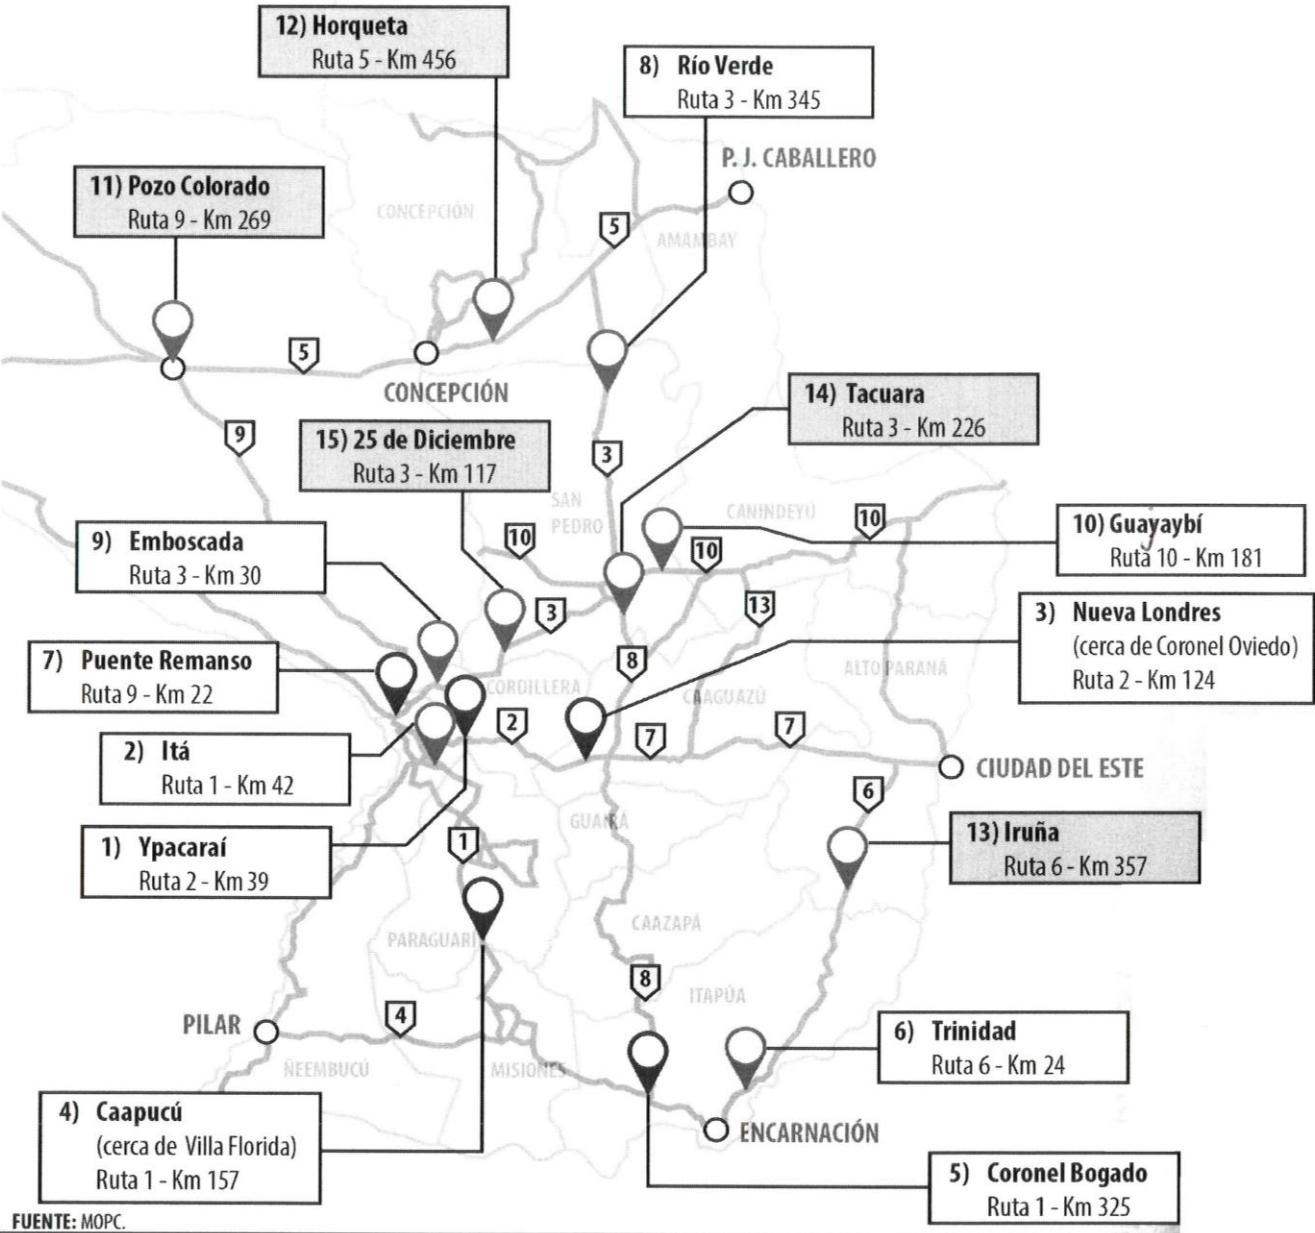 12) Horqueta
Ruta 5 - Km 456
8) Río Verde
Ruta 3 - Km 345
P. J. CABALLERO
11) Pozo Colorado
Ruta 9 - Km 269
CONCEPCIÓN
5
AMAMBAY
5
CONCEPCIÓN
9
14) Tacuara
Ruta 3 - Km 226
15) 25 de Diciembre
Ruta 3 - Km 117
3
SAN
PEDRO
CANINDEYÚ
10
10
10
10) Guayaybí
Ruta 10 - Km 181
9) Emboscada
Ruta 3 - Km 30
3
13
3) Nueva Londres
(cerca de Coronel Oviedo)
Ruta 2 - Km 124
7) Puente Remanso
Ruta 9 - Km 22
8
CORDILLERA
CAAGUAZÚ
ALTO PARANÁ
2
7
7
2) Itá
Ruta 1 - Km 42
CIUDAD DEL ESTE
6
GUAIRÁ
13) Iruña
Ruta 6 - Km 357
1) Ypacaraí
Ruta 2 - Km 39
1
PARAGUARÍ
CAAZAPÁ
8
ITAPÚA
PILAR
4
ÑEEMBUCÚ
MISIONES
6) Trinidad
Ruta 6 - Km 24
4) Caapucú
(cerca de Villa Florida)
Ruta 1 - Km 157
ENCARNACIÓN
5) Coronel Bogado
Ruta 1 - Km 325
FUENTE: MOPC.